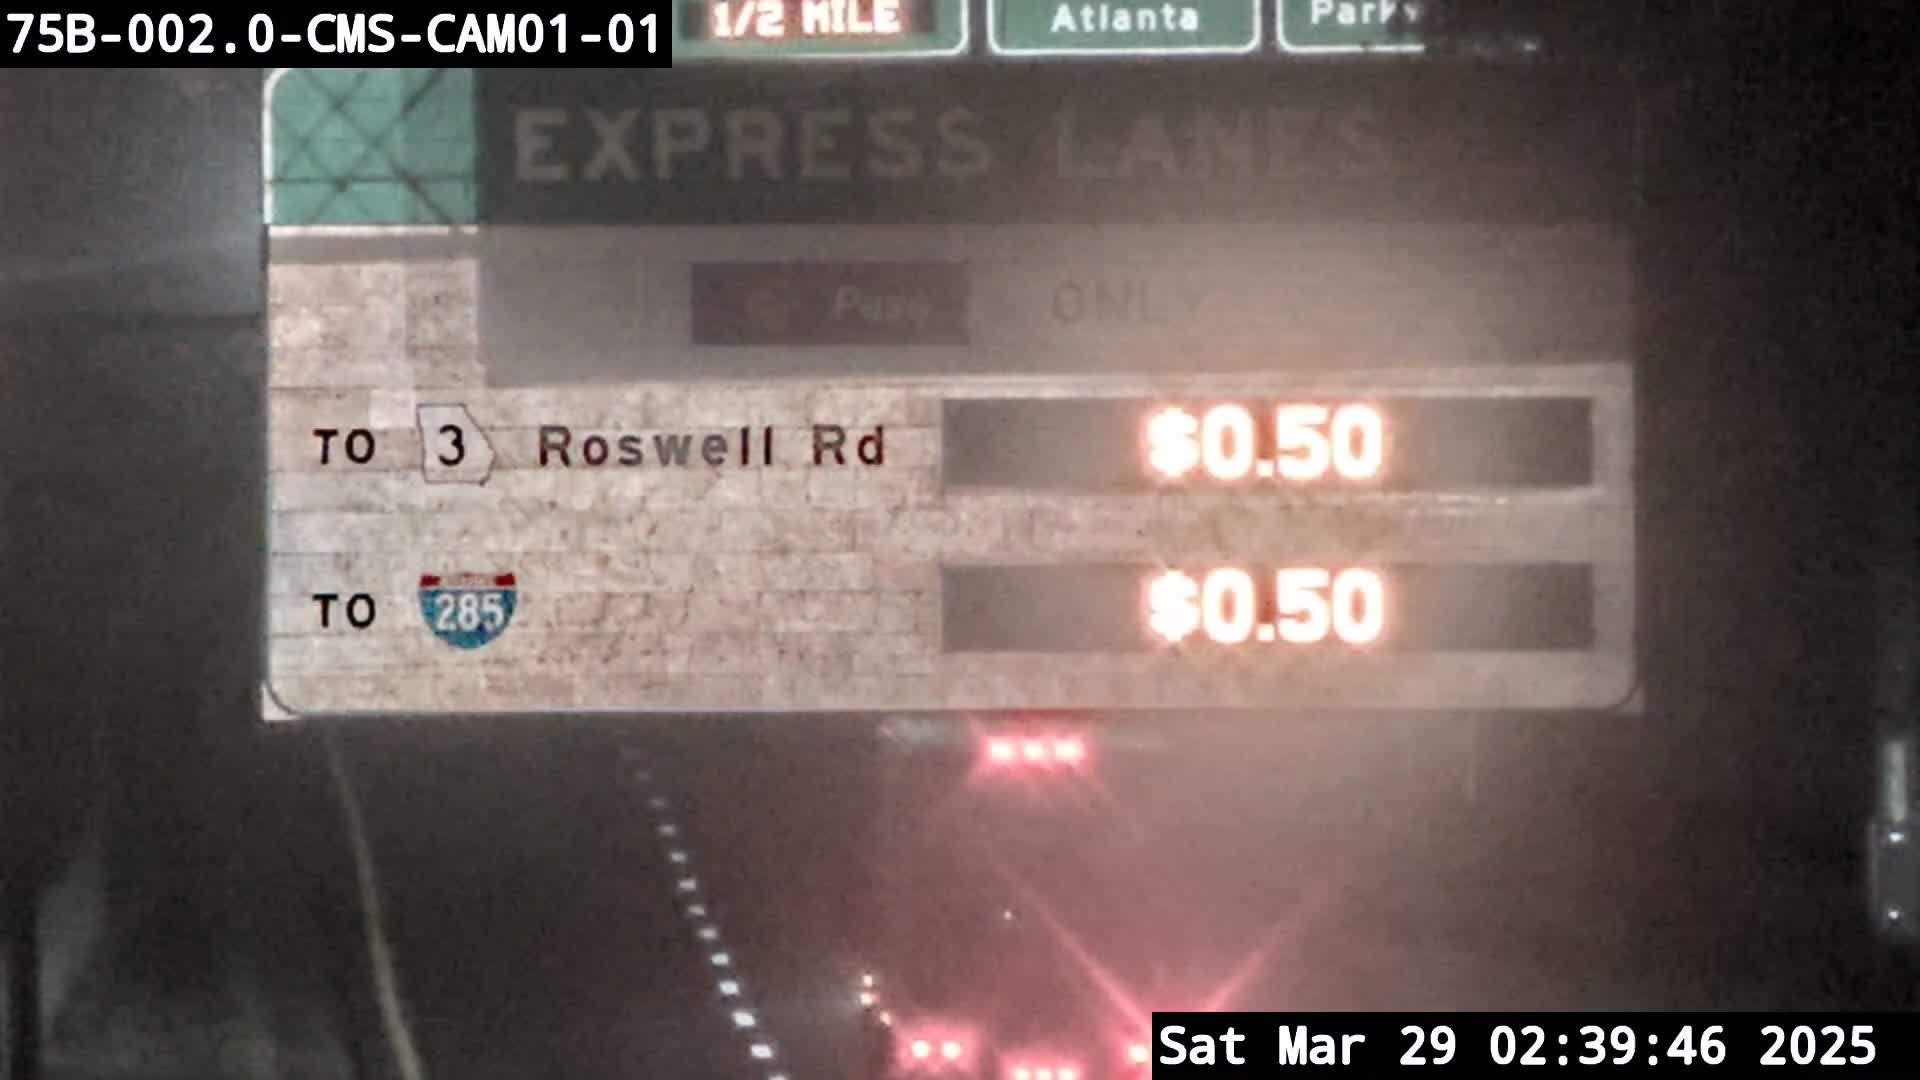 75B-002.0-CMS-CAM01-01
1/2 MILE
Atlanta
EXPRESS LANES
Pass ONLY
TO 3 Roswell Rd $0.50
TO 285 $0.50
Sat Mar 29 02:39:46 2025